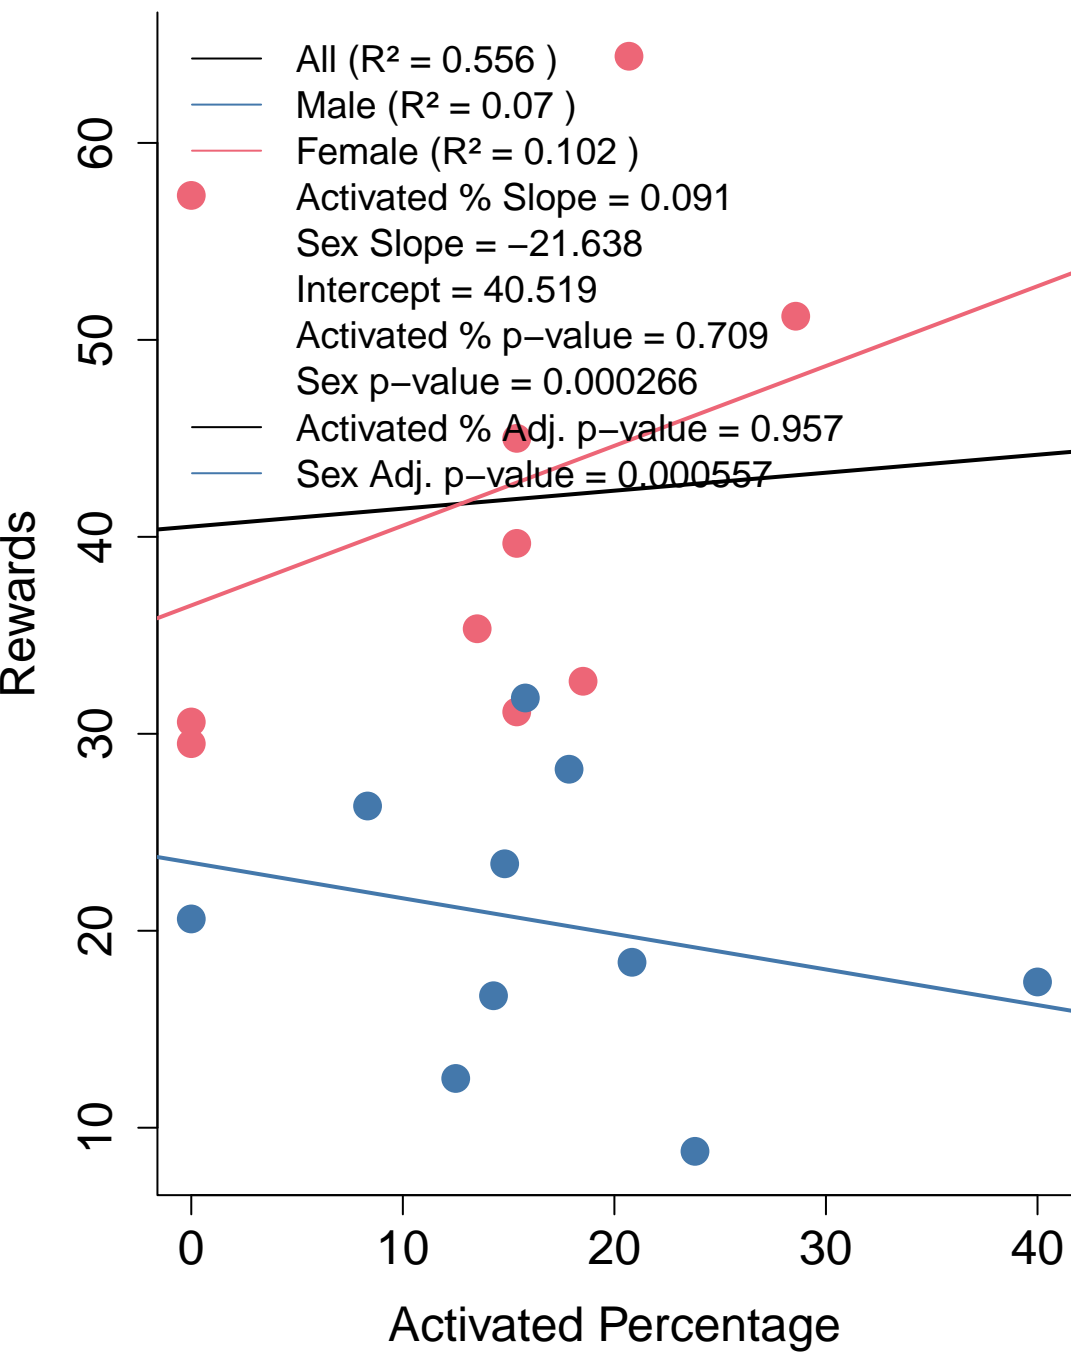 All (R² = 0.556 )
Male (R² = 0.07 )
Female (R² = 0.102 )
Activated % Slope = 0.091
Sex Slope = −21.638
Intercept = 40.519
Activated % p−value = 0.709
Sex p−value = 0.000266
Activated % Adj. p−value = 0.957
Sex Adj. p−value = 0.000557
Rewards
60
50
40
30
20
10
0 10 20 30 40
Activated Percentage